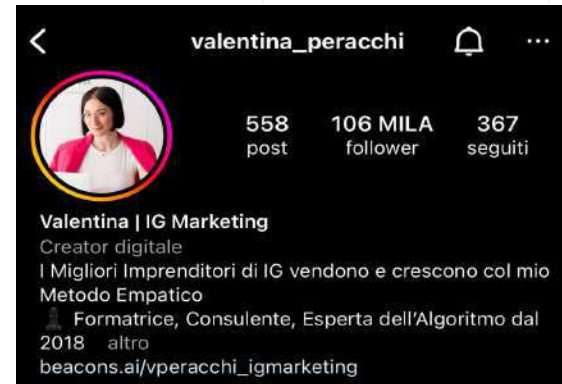 valentina_peracchi
558 106 MILA 367
post follower seguiti
Valentina | IG Marketing
Creator digitale
I Migliori Imprenditori di IG vendono e crescono col mio
Metodo Empatico
Formatrice, Consulente, Esperta dell'Algoritmo dal
2018 altro
beacons.ai/vperacchi_igmarketing